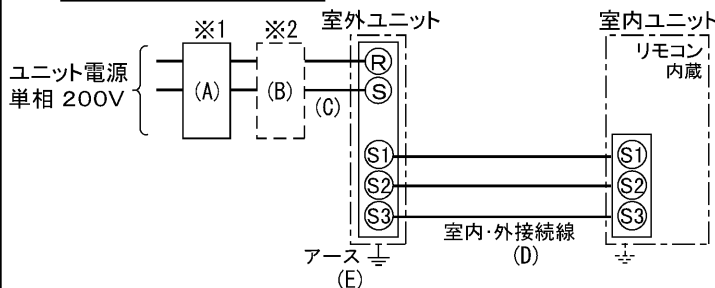 ※1
※2
室外ユニット
室内ユニット
リモコン
内蔵
ユニット電源
単相 200V
(A)
(B)
(C)
R
S
S1
S2
S3
S1
S2
S3
室内・外接続線
(D)
アース
(E)